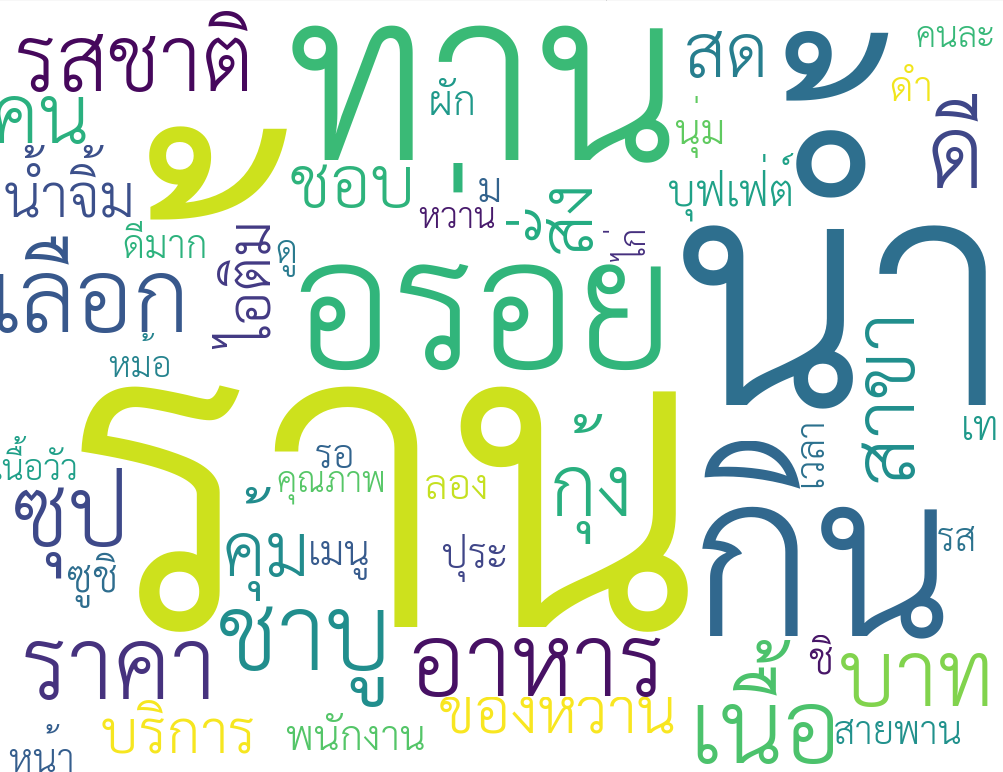 รสชาติ
ทาน
สด
คนละ
ดำ
ผัก
คน
นุ่ม
ดี
น้ำจิ้ม
ชอบ
ม
บุฟเฟ่ต์
หวาน
น้ำ
ดีมาก
ไอติม
ดู
ไก่
เลือก
อร่อย
หม้อ
สาขา
ร้าน
กุ้ง
เท
เวลา
เนื้อวัว
รอ
คุณภาพ
ลอง
กิน
ซุป
คุ้ม
เมนู
ปุระ
รส
ซูชิ
ชาบู
ราคา
อาหาร
ชิ
บาท
ของหวาน
เนื้อ
บริการ
พนักงาน
สายพาน
หน้า